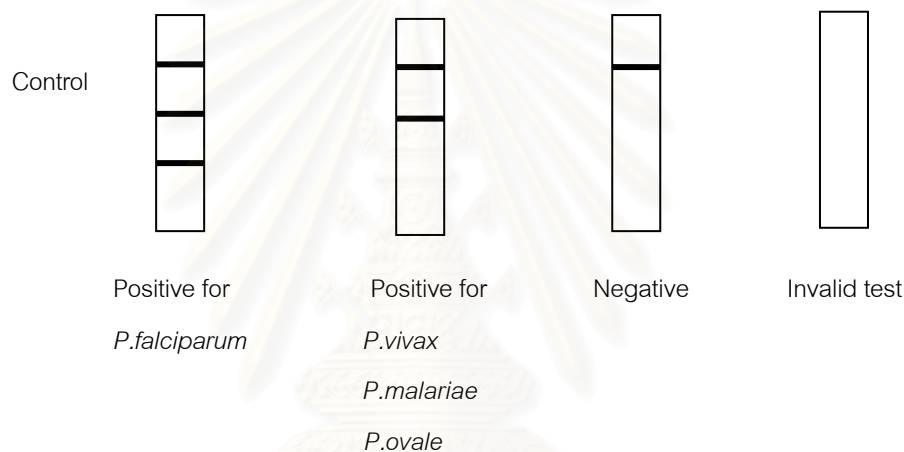 Control
Positive for
P.falciparum
Positive for
P.vivax
P.malariae
P.ovale
Negative
Invalid test